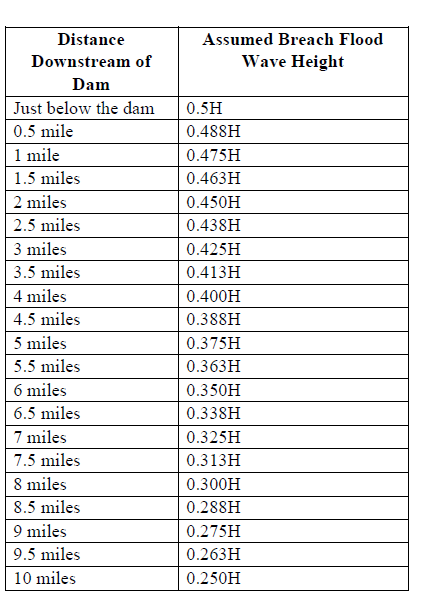 Distance Downstream of Dam | Assumed Breach Flood Wave Height
Just below the dam | 0.5H
0.5 mile | 0.488H
1 mile | 0.475H
1.5 miles | 0.463H
2 miles | 0.450H
2.5 miles | 0.438H
3 miles | 0.425H
3.5 miles | 0.413H
4 miles | 0.400H
4.5 miles | 0.388H
5 miles | 0.375H
5.5 miles | 0.363H
6 miles | 0.350H
6.5 miles | 0.338H
7 miles | 0.325H
7.5 miles | 0.313H
8 miles | 0.300H
8.5 miles | 0.288H
9 miles | 0.275H
9.5 miles | 0.263H
10 miles | 0.250H